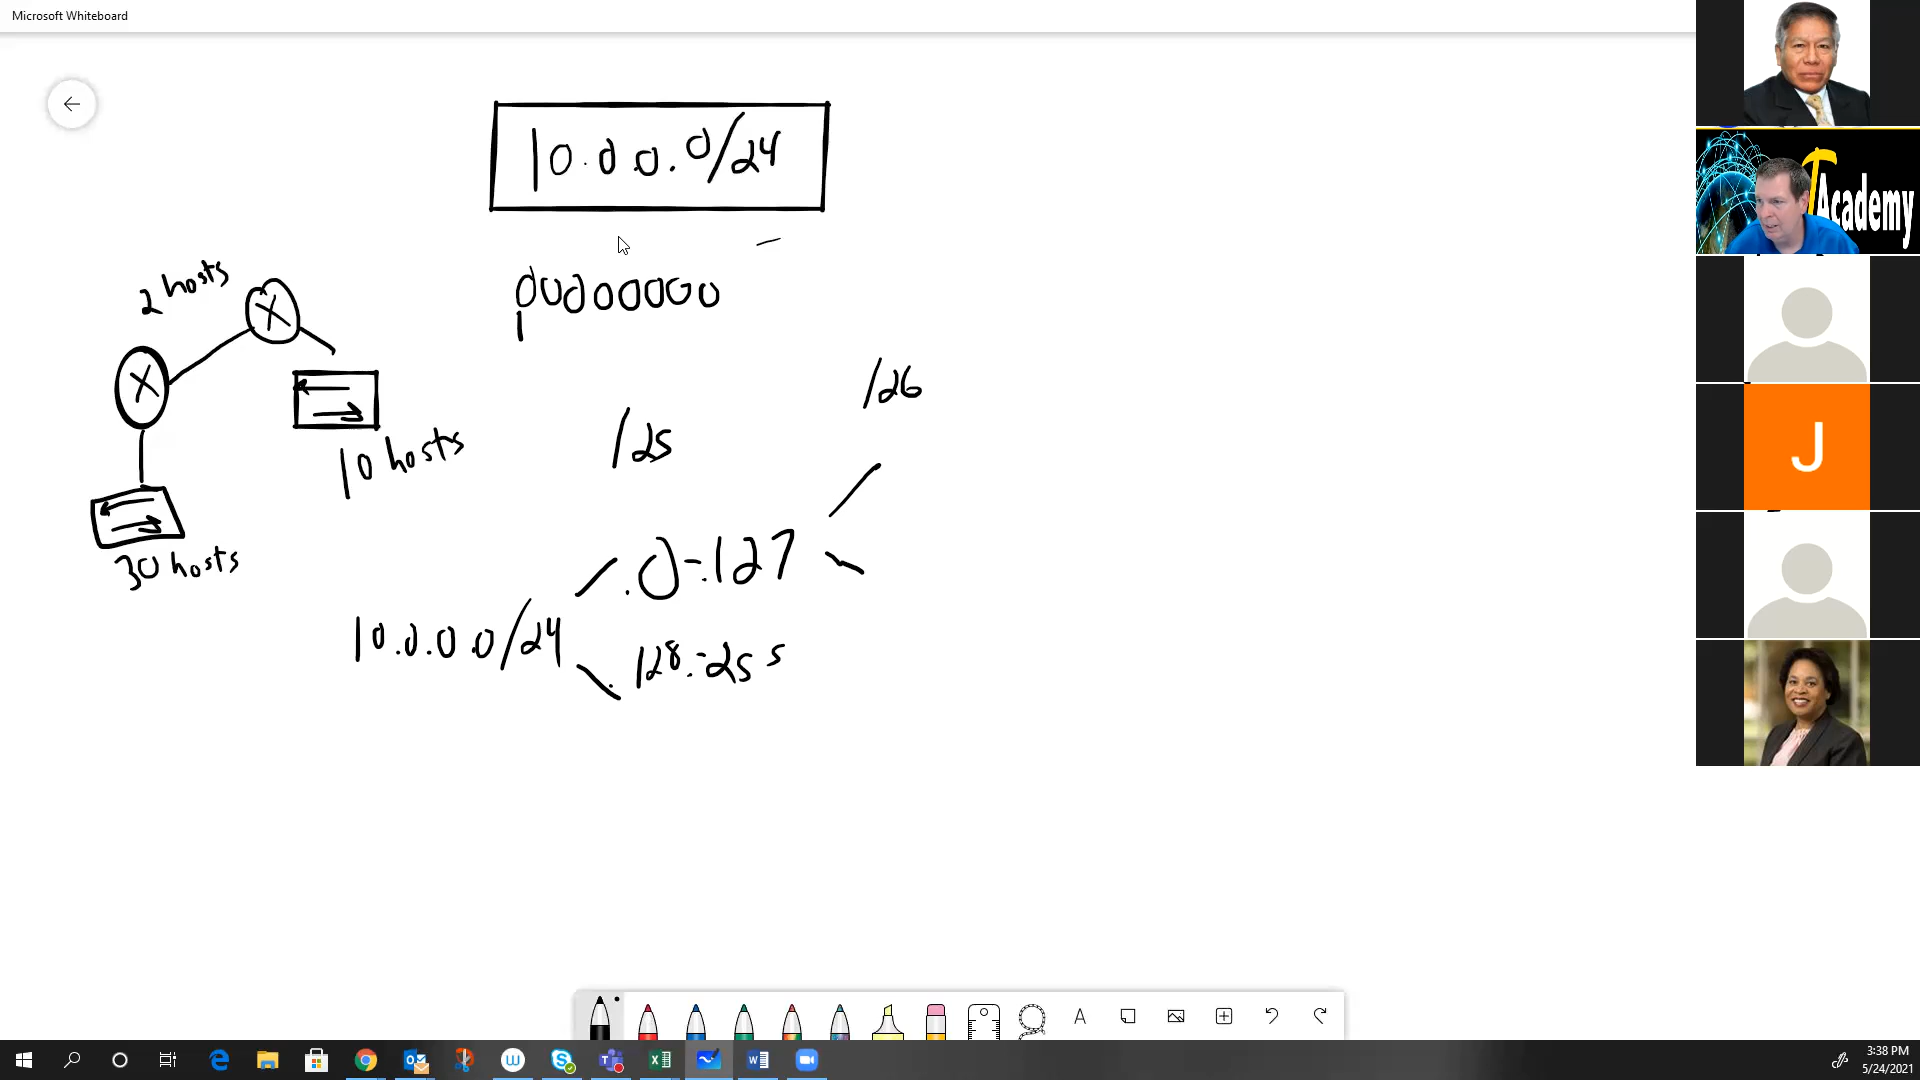 Microsoft Whiteboard
10.0.0.0/24
00000000
1
2 hosts
X
X
10 hosts
30 hosts
/25
/26
.0-.127
10.0.0.0/24
.128-.255
Academy
J
A
3:38 PM
5/24/2021